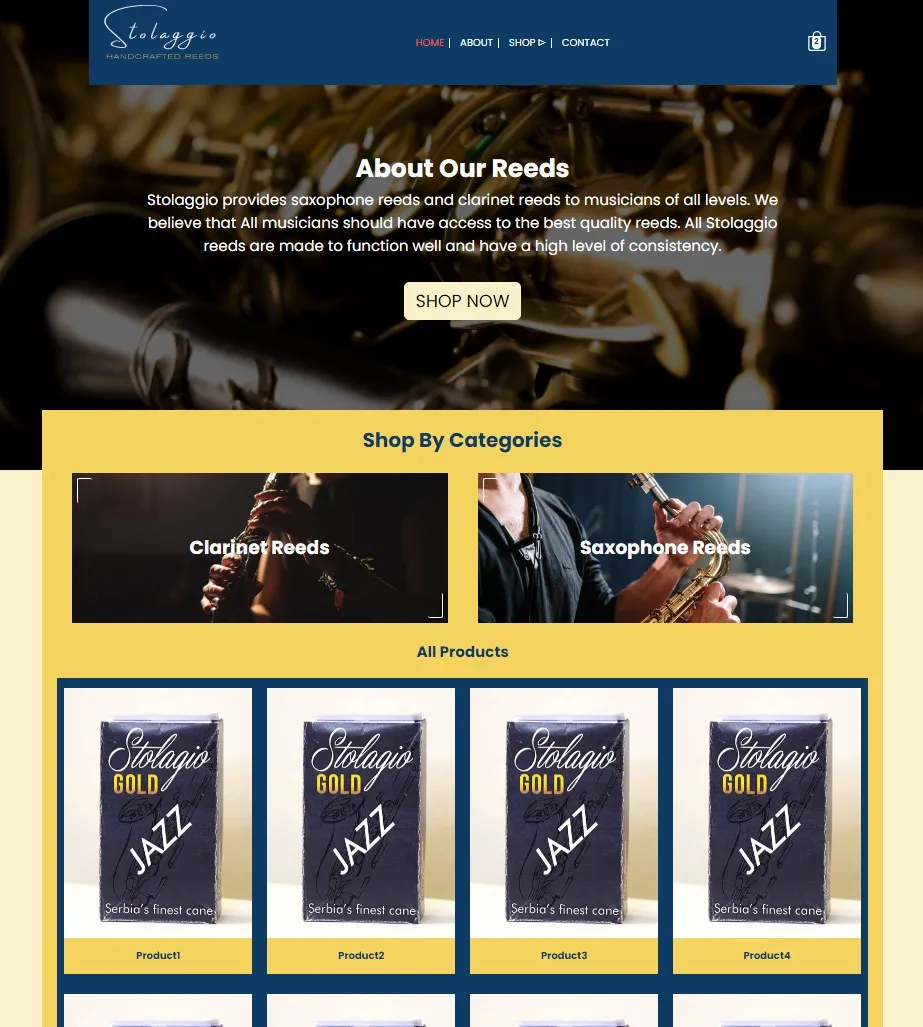 Stolaggio
HANDCRAFTED REEDS
HOME | ABOUT | SHOP ▷ | CONTACT
2
About Our Reeds
Stolaggio provides saxophone reeds and clarinet reeds to musicians of all levels. We
believe that All musicians should have access to the best quality reeds. All Stolaggio
reeds are made to function well and have a high level of consistency.
SHOP NOW
Shop By Categories
Clarinet Reeds
Saxophone Reeds
All Products
Stolagio
GOLD
JAZZ
Serbia's finest cane
Product1
Stolagio
GOLD
JAZZ
Serbia's finest cane
Product2
Stolagio
GOLD
JAZZ
Serbia's finest cane
Product3
Stolagio
GOLD
JAZZ
Serbia's finest cane
Product4